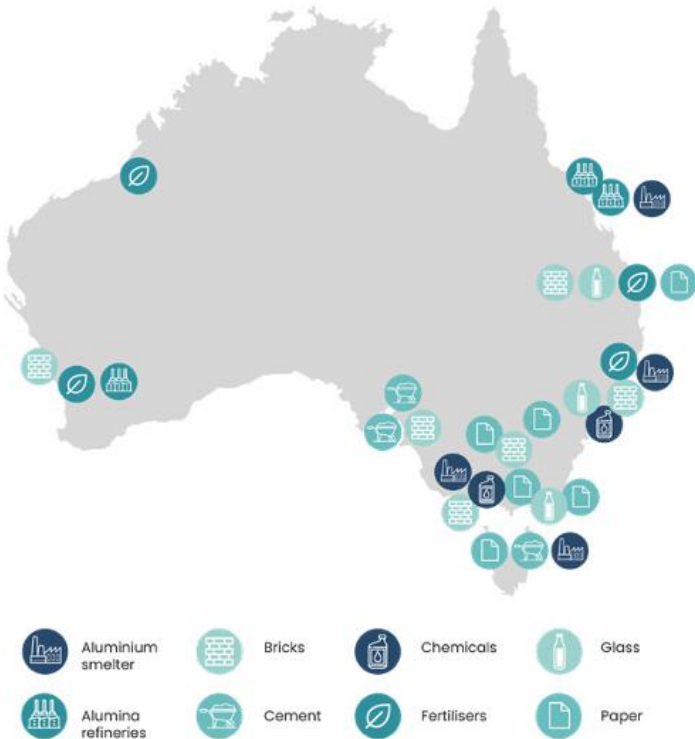 Aluminium
smelter
Bricks
Chemicals
Glass
Alumina
refineries
Cement
Fertilisers
Paper